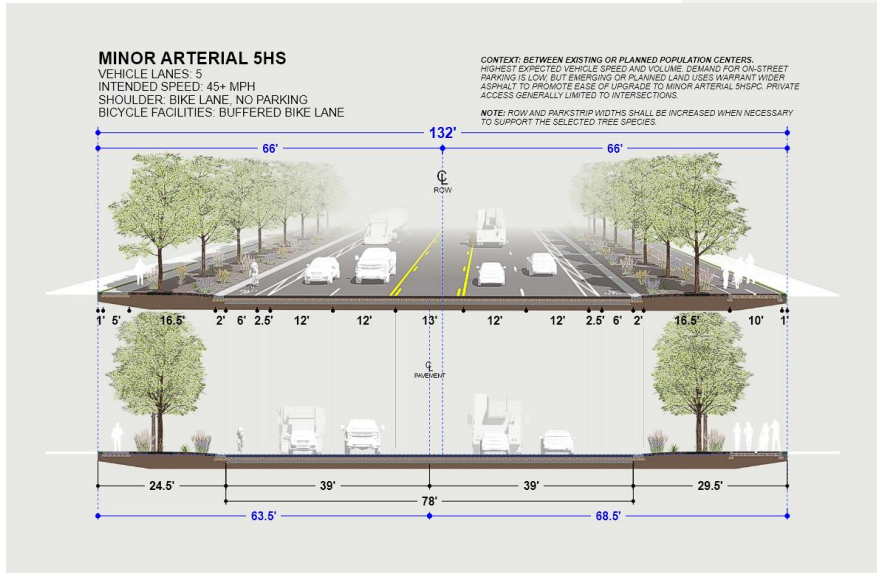 MINOR ARTERIAL 5HS
VEHICLE LANES: 5
INTENDED SPEED: 45+ MPH
SHOULDER: BIKE LANE, NO PARKING
BICYCLE FACILITIES: BUFFERED BIKE LANE
CONTEXT: BETWEEN EXISTING OR PLANNED POPULATION CENTERS.
HIGHEST EXPECTED VEHICLE SPEED AND VOLUME. DEMAND FOR ON-STREET
PARKING IS LOW, BUT EMERGING OR PLANNED LAND USES WARRANT WIDER
ASPHALT TO PROMOTE EASE OF UPGRADE TO MINOR ARTERIAL 5HSPC. PRIVATE
ACCESS GENERALLY LIMITED TO INTERSECTIONS.
NOTE: ROW AND PARKSTRIP WIDTHS SHALL BE INCREASED WHEN NECESSARY
TO SUPPORT THE SELECTED TREE SPECIES.
132'
66' 66'
CL
ROW
1' 5' 16.5' 2' 6' 2.5' 12' 12' 13' 12' 12' 2.5' 6' 2' 16.5' 10' 1'
CL
PAVEMENT
24.5' 39' 39' 29.5'
78'
63.5' 68.5'